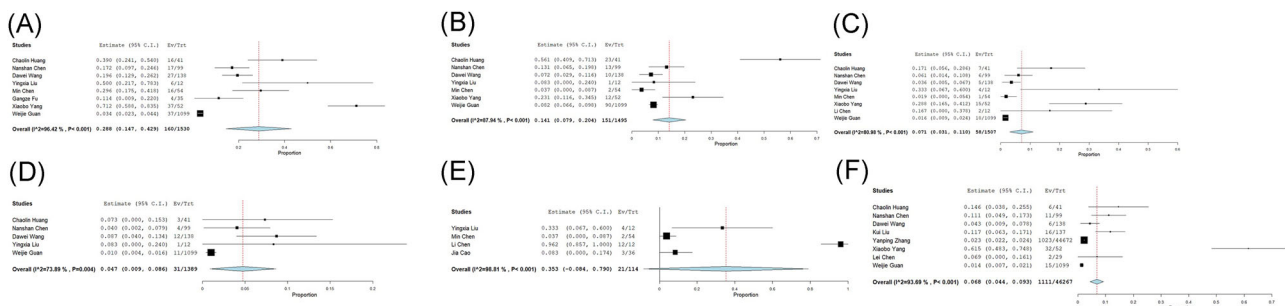 (A)
Studies Estimate (95% C.I.) Ev/Trt
Chaolin Huang 0.390 (0.241, 0.540) 16/41
Nanshan Chen 0.172 (0.097, 0.246) 17/99
Dawei Wang 0.196 (0.129, 0.262) 27/138
Yingxia Liu 0.500 (0.217, 0.783) 6/12
Min Chen 0.296 (0.175, 0.418) 16/54
Gangze Fu 0.114 (0.009, 0.220) 4/35
Xiaobo Yang 0.712 (0.588, 0.835) 37/52
Weijie Guan 0.034 (0.023, 0.044) 37/1099
Overall (I^2=96.42 % , P< 0.001) 0.288 (0.147, 0.429) 160/1530
0 0.2 0.4 0.6 0.8
Proportion
(B)
Studies Estimate (95% C.I.) Ev/Trt
Chaolin Huang 0.561 (0.409, 0.713) 23/41
Nanshan Chen 0.131 (0.065, 0.198) 13/99
Dawei Wang 0.072 (0.029, 0.116) 10/138
Yingxia Liu 0.083 (0.000, 0.240) 1/12
Min Chen 0.037 (0.000, 0.087) 2/54
Xiaobo Yang 0.231 (0.116, 0.345) 12/52
Weijie Guan 0.082 (0.066, 0.098) 90/1099
Overall (I^2=87.94 % , P< 0.001) 0.141 (0.079, 0.204) 151/1495
0 0.1 0.2 0.3 0.4 0.5 0.6 0.7
Proportion
(C)
Studies Estimate (95% C.I.) Ev/Trt
Chaolin Huang 0.171 (0.056, 0.286) 7/41
Nanshan Chen 0.061 (0.014, 0.108) 6/99
Dawei Wang 0.036 (0.005, 0.067) 5/138
Yingxia Liu 0.333 (0.067, 0.600) 4/12
Min Chen 0.019 (0.000, 0.054) 1/54
Xiaobo Yang 0.288 (0.165, 0.412) 15/52
Li Chen 0.167 (0.000, 0.378) 2/12
Weijie Guan 0.016 (0.009, 0.024) 18/1099
Overall (I^2=80.98 % , P< 0.001) 0.071 (0.031, 0.110) 58/1507
0 0.1 0.2 0.3 0.4 0.5 0.6
Proportion
(D)
Studies Estimate (95% C.I.) Ev/Trt
Chaolin Huang 0.073 (0.000, 0.153) 3/41
Nanshan Chen 0.040 (0.002, 0.079) 4/99
Dawei Wang 0.087 (0.040, 0.134) 12/138
Yingxia Liu 0.083 (0.000, 0.240) 1/12
Weijie Guan 0.010 (0.004, 0.016) 11/1099
Overall (I^2=73.89 % , P=0.004) 0.047 (0.009, 0.086) 31/1389
0 0.05 0.1 0.15 0.2
Proportion
(E)
Studies Estimate (95% C.I.) Ev/Trt
Yingxia Liu 0.333 (0.067, 0.600) 4/12
Min Chen 0.037 (0.000, 0.087) 2/54
Li Chen 0.962 (0.857, 1.000) 12/12
Jia Cao 0.083 (0.000, 0.174) 3/36
Overall (I^2=98.81 % , P< 0.001) 0.353 (-0.084, 0.790) 21/114
0 0.2 0.4 0.6 0.8 1
Proportion
(F)
Studies Estimate (95% C.I.) Ev/Trt
Chaolin Huang 0.146 (0.038, 0.255) 6/41
Nanshan Chen 0.111 (0.049, 0.173) 11/99
Dawei Wang 0.043 (0.009, 0.078) 6/138
Kui Liu 0.117 (0.063, 0.171) 16/137
Yanping Zhang 0.023 (0.022, 0.024) 1023/44672
Xiaobo Yang 0.615 (0.483, 0.748) 32/52
Lei Chen 0.069 (0.000, 0.161) 2/29
Weijie Guan 0.014 (0.007, 0.021) 15/1099
Overall (I^2=93.69 % , P< 0.001) 0.068 (0.044, 0.093) 1111/46267
0 0.1 0.2 0.3 0.4 0.5 0.6 0.7
Proportion